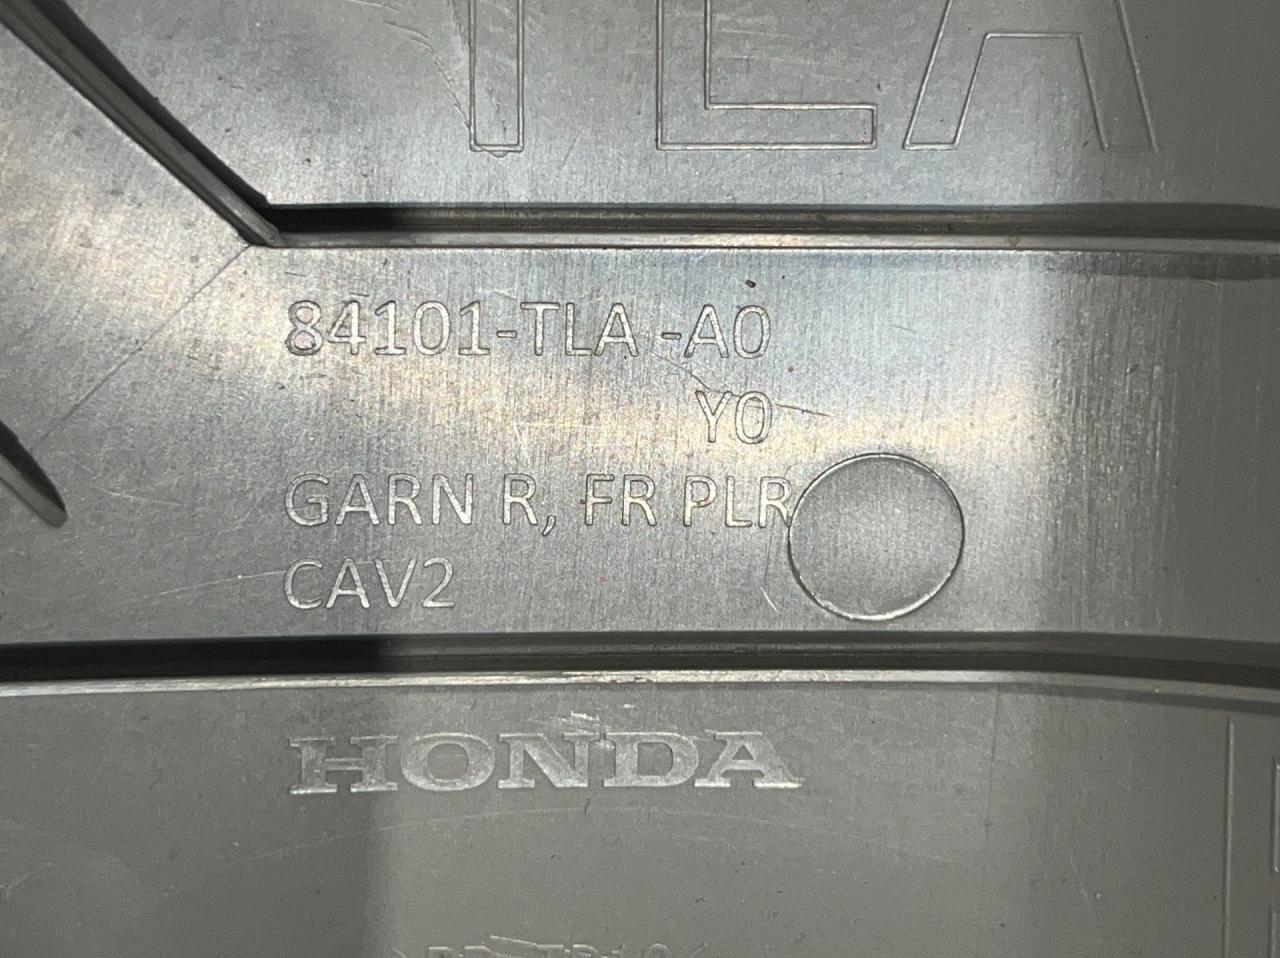 TLA
84101-TLA -A0
Y0
GARN R, FR PLR
CAV2
HONDA